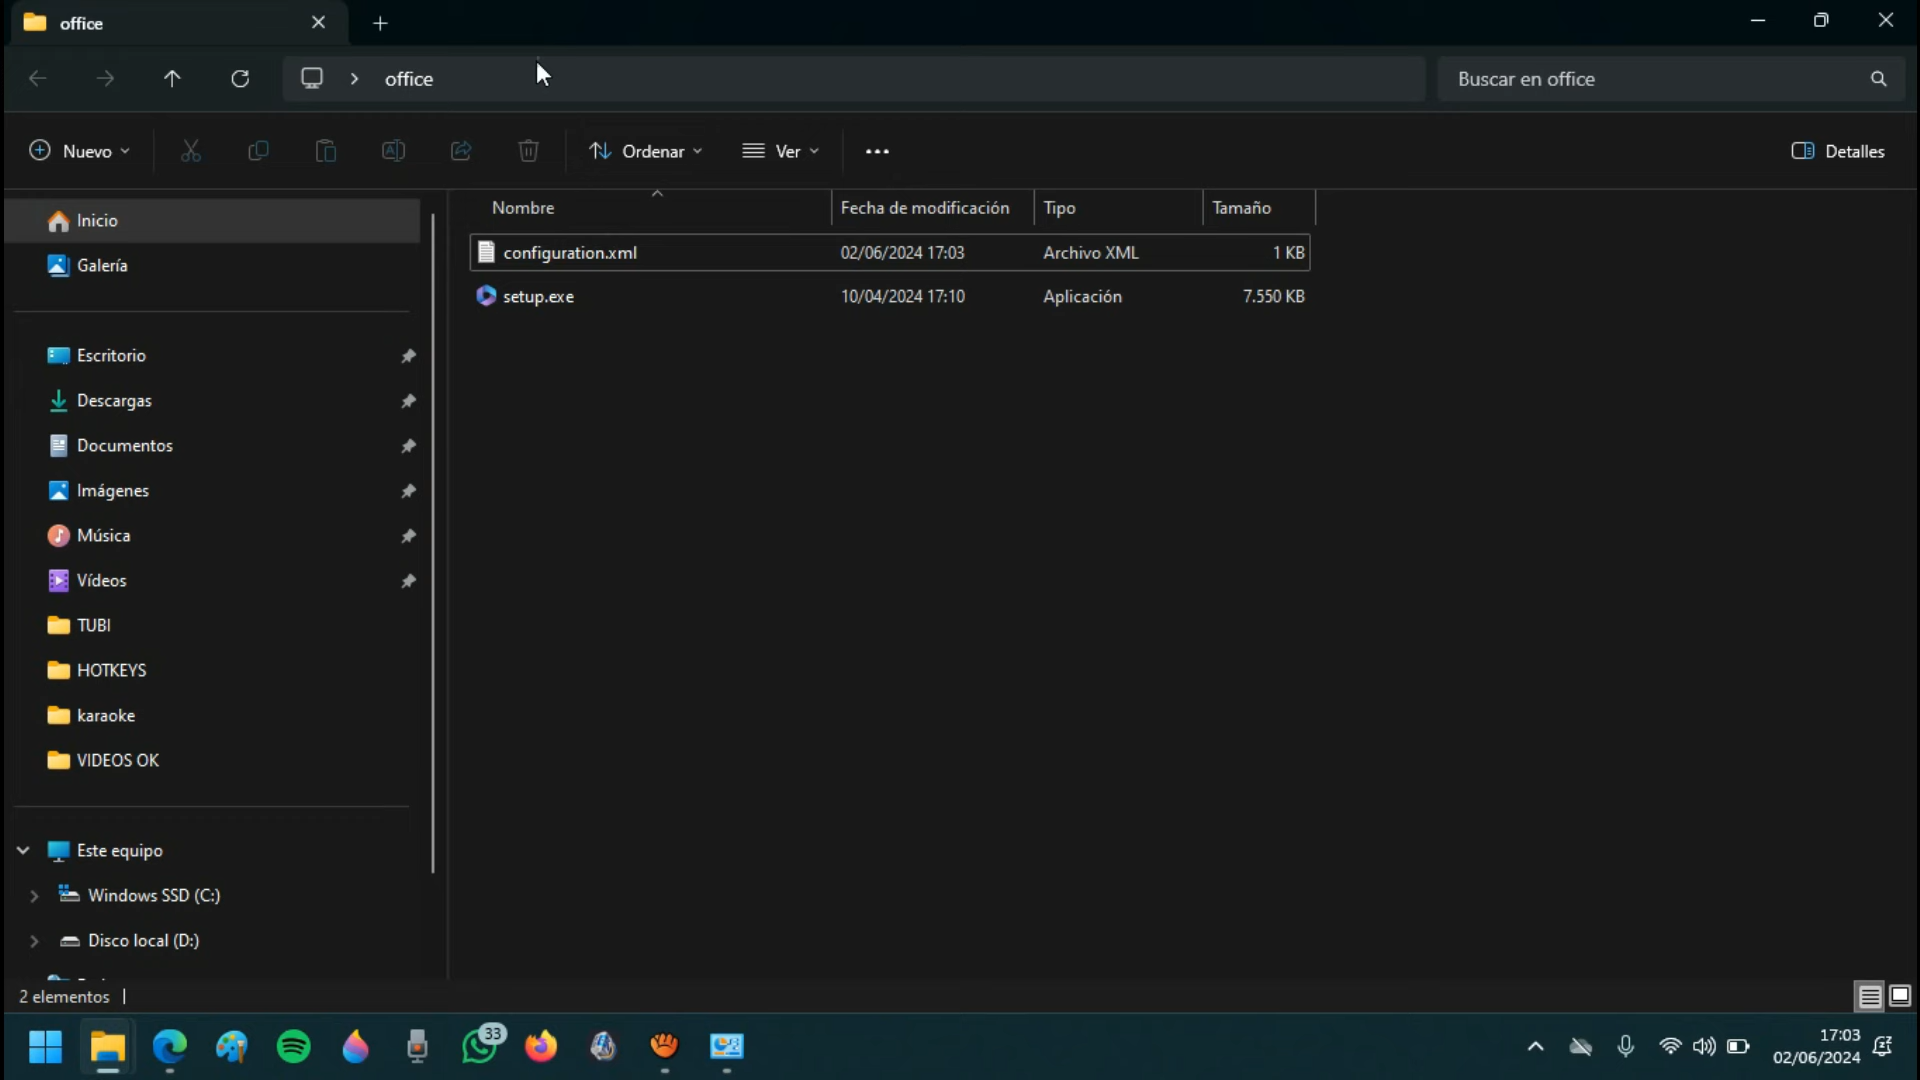 office
office
Buscar en office
Nuevo
Ordenar
Ver
Detalles
Nombre
Fecha de modificación
Tipo
Tamaño
configuration.xml
02/06/2024 17:03
Archivo XML
1 KB
setup.exe
10/04/2024 17:10
Aplicación
7.550 KB
Inicio
Galería
Escritorio
Descargas
Documentos
Imágenes
Música
Vídeos
TUBI
HOTKEYS
karaoke
VIDEOS OK
Este equipo
Windows SSD (C:)
Disco local (D:)
2 elementos
33
17:03
02/06/2024